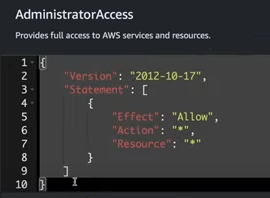 AdministratorAccess
Provides full access to AWS services and resources.
1 {
2 "Version": "2012-10-17",
3 "Statement": [
4 {
5 "Effect": "Allow",
6 "Action": "*",
7 "Resource": "*"
8 }
9 ]
10 }